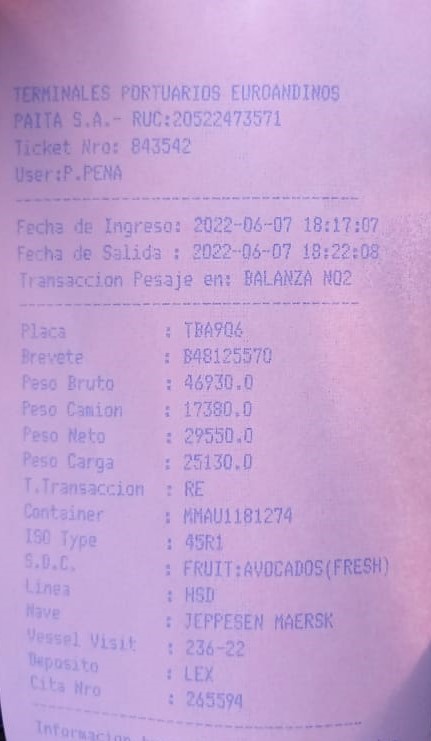 TERMINALES PORTUARIOS EUROANDINOS
PAITA S.A.- RUC:20522473571
Ticket Nro: 843542
User:P.PENA
------------------------------------
Fecha de Ingreso: 2022-06-07 18:17:07
Fecha de Salida : 2022-06-07 18:22:08
Transaccion Pesaje en: BALANZA NO2
------------------------------------
Placa : TBA906
Brevete : B48125570
Peso Bruto : 46930.0
Peso Camion : 17380.0
Peso Neto : 29550.0
Peso Carga : 25130.0
T.Transaccion : RE
Container : MMAU1181274
ISO Type : 45R1
S.D.C. : FRUIT:AVOCADOS(FRESH)
Linea : HSD
Nave : JEPPESEN MAERSK
Vessel Visit : 236-22
Deposito : LEX
Cita Nro : 265594
------------------------------------
Informacion